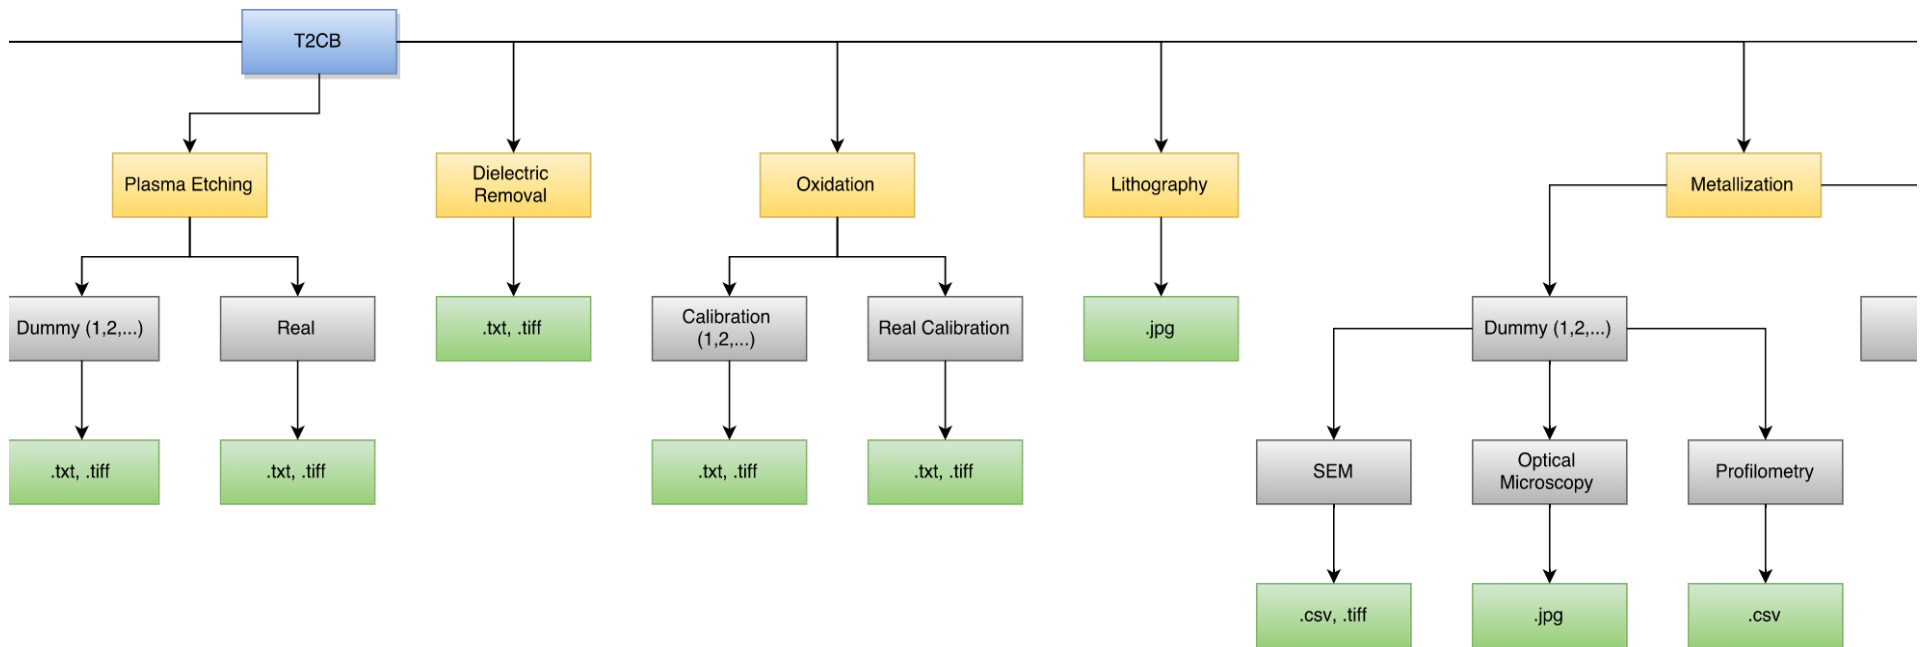 T2CB
Plasma Etching
Dielectric
Removal
Oxidation
Lithography
Metallization
Dummy (1,2,...)
Real
.txt, .tiff
Calibration
(1,2,...)
Real Calibration
.jpg
Dummy (1,2,...)
.txt, .tiff
.txt, .tiff
.txt, .tiff
.txt, .tiff
SEM
Optical
Microscopy
Profilometry
.csv, .tiff
.jpg
.csv